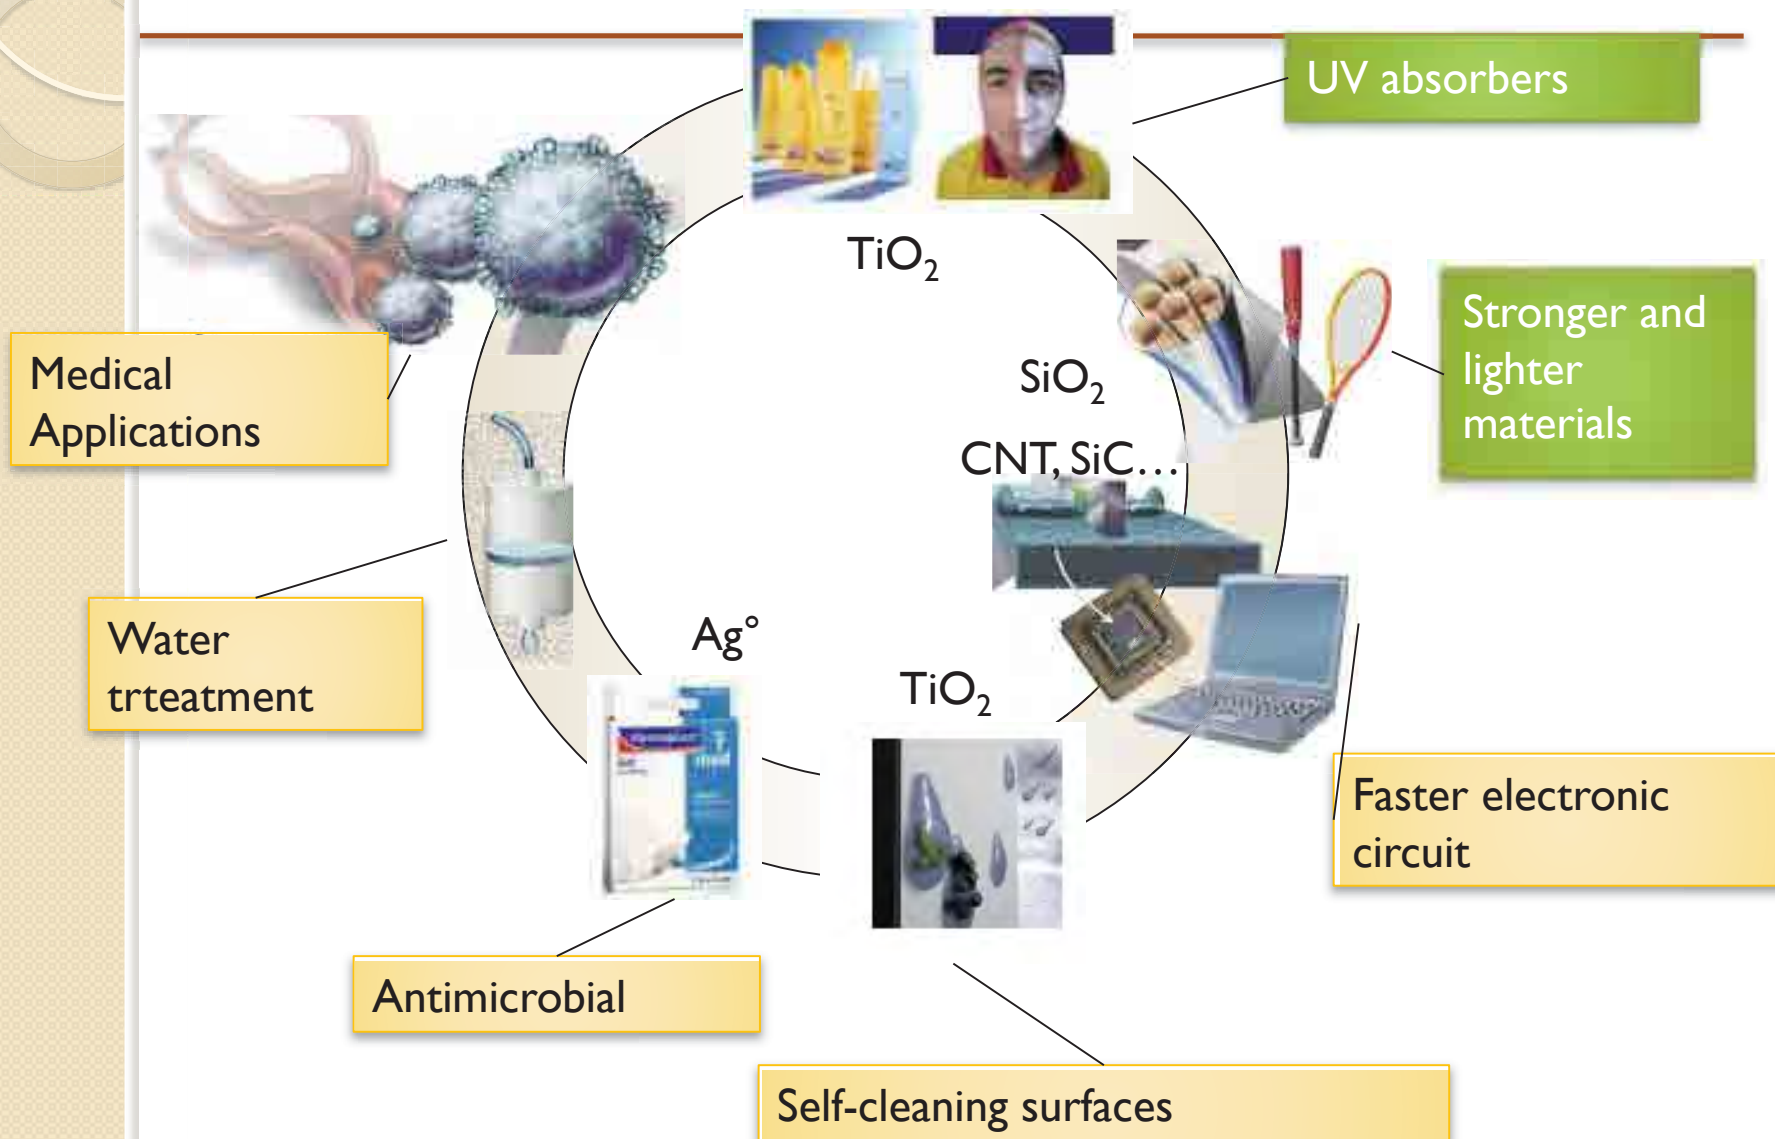 UV absorbers
TiO₂
Stronger and
lighter
materials
SiO₂
CNT, SiC...
Medical
Applications
Water
trteatment
Ag°
TiO₂
Faster electronic
circuit
Antimicrobial
Self-cleaning surfaces